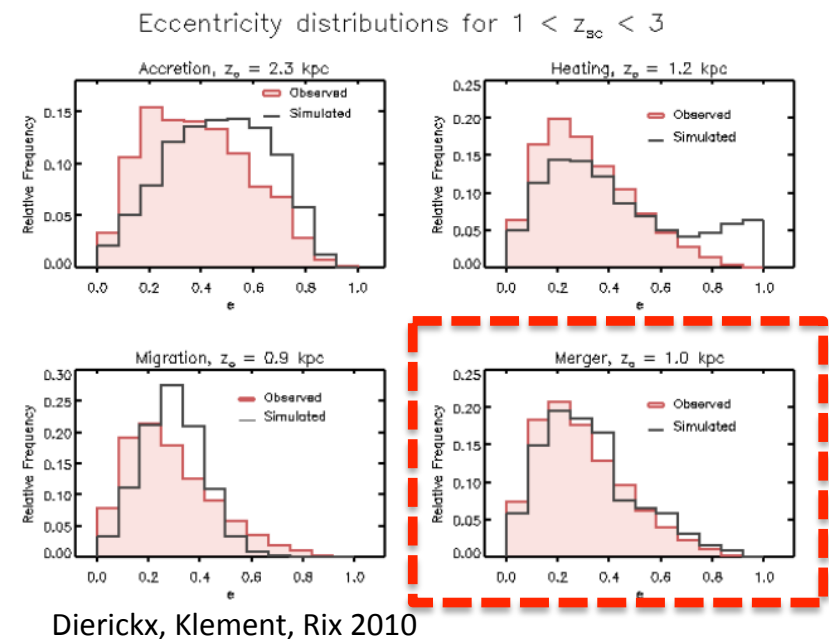 Eccentricity distributions for 1 < z_sc < 3
Accretion, z_o = 2.3 kpc
Observed
Simulated
Relative Frequency
0.15
0.10
0.05
0.00
0.0 0.2 0.4 0.6 0.8 1.0
e
Heating, z_o = 1.2 kpc
Observed
Simulated
Relative Frequency
0.25
0.20
0.15
0.10
0.05
0.00
0.0 0.2 0.4 0.6 0.8 1.0
e
Migration, z_o = 0.9 kpc
Observed
Simulated
Relative Frequency
0.30
0.25
0.20
0.15
0.10
0.05
0.00
0.0 0.2 0.4 0.6 0.8 1.0
e
Merger, z_o = 1.0 kpc
Observed
Simulated
Relative Frequency
0.25
0.20
0.15
0.10
0.05
0.00
0.0 0.2 0.4 0.6 0.8 1.0
e
Dierickx, Klement, Rix 2010